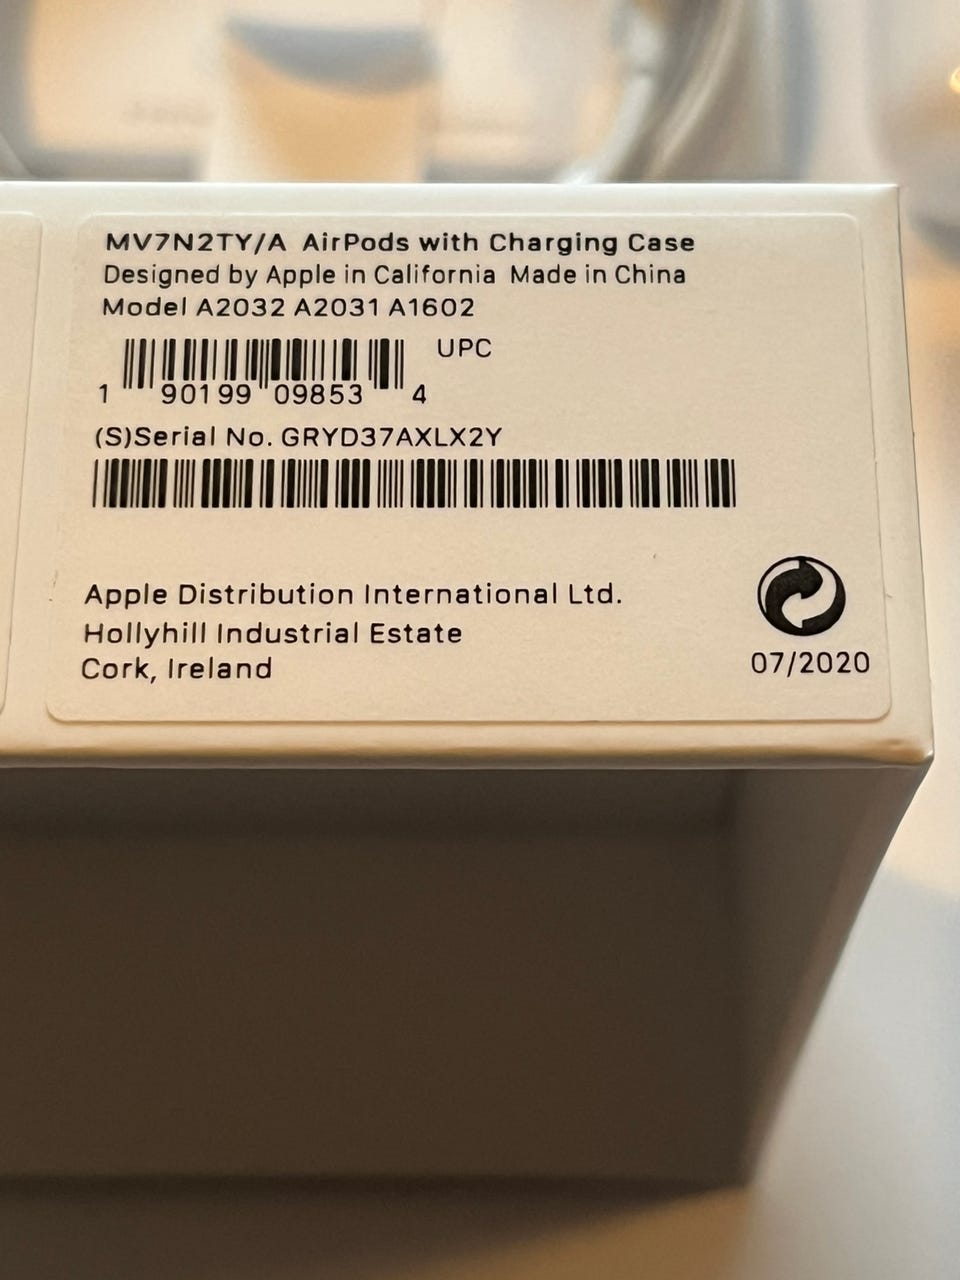 MV7N2TY/A AirPods with Charging Case
Designed by Apple in California Made in China
Model A2032 A2031 A1602
UPC
1 90199 09853 4
(S)Serial No. GRYD37AXLX2Y
Apple Distribution International Ltd.
Hollyhill Industrial Estate
Cork, Ireland
07/2020